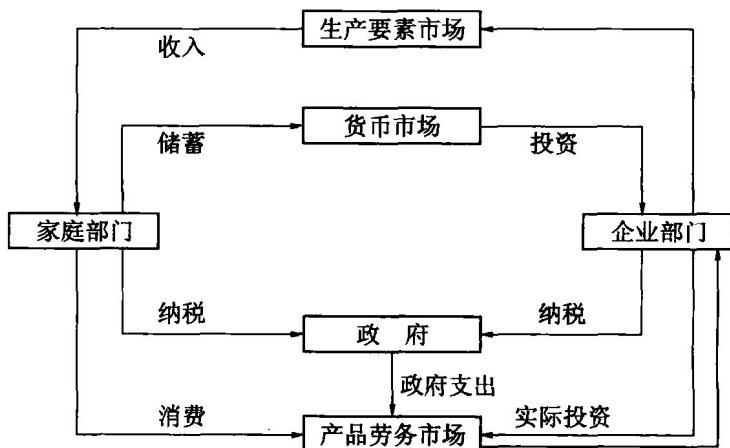 生产要素市场
收入
货币市场
储蓄
投资
家庭部门
企业部门
纳税
政 府
纳税
政府支出
消费
产品劳务市场
实际投资